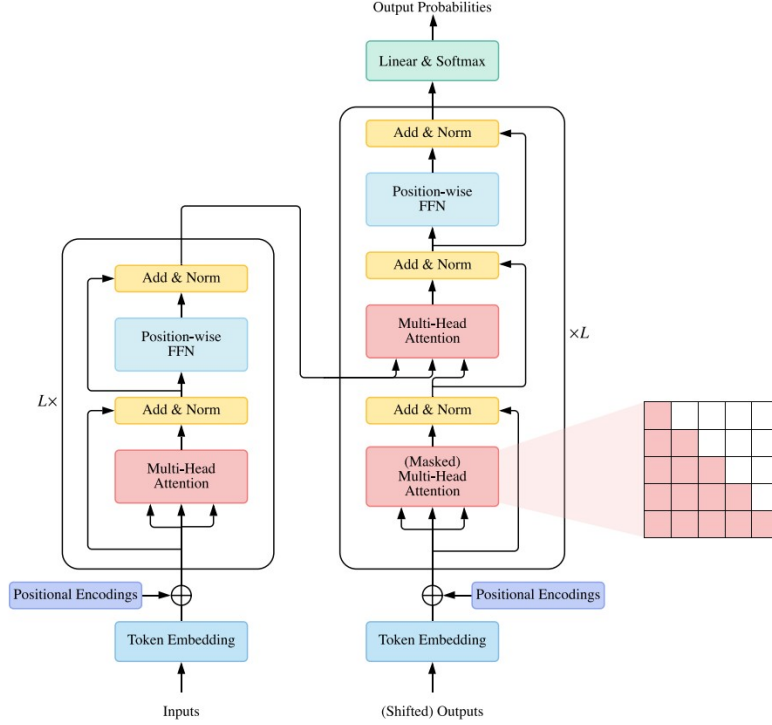 Output Probabilities
Linear & Softmax
Add & Norm
Position-wise
FFN
Add & Norm
Multi-Head
Attention
×L
Add & Norm
(Masked)
Multi-Head
Attention
Positional Encodings
Token Embedding
(Shifted) Outputs
Add & Norm
Position-wise
FFN
L×
Add & Norm
Multi-Head
Attention
Positional Encodings
Token Embedding
Inputs